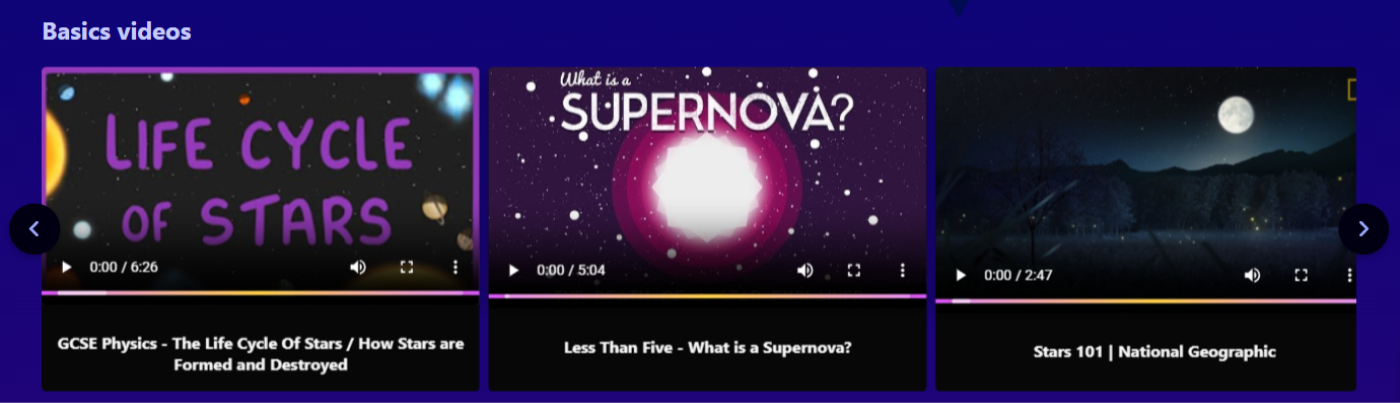 Basics videos
LIFE CYCLE
OF STARS
0:00 / 6:26
GCSE Physics - The Life Cycle Of Stars / How Stars are
Formed and Destroyed
What is a
SUPERNOVA?
0:00 / 5:04
Less Than Five - What is a Supernova?
0:00 / 2:47
Stars 101 | National Geographic